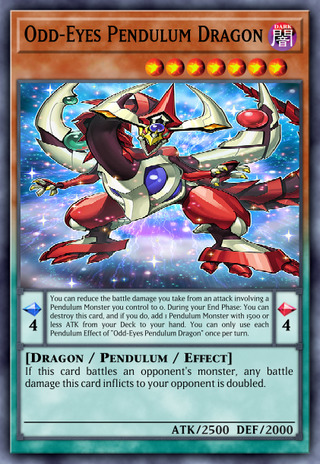 ODD-EYES PENDULUM DRAGON
DARK
闇
You can reduce the battle damage you take from an attack involving a
Pendulum Monster you control to 0. During your End Phase: You can
destroy this card, and if you do, add 1 Pendulum Monster with 1500 or
less ATK from your Deck to your hand. You can only use each
Pendulum Effect of "Odd-Eyes Pendulum Dragon" once per turn.
4
4
[DRAGON / PENDULUM / EFFECT]
If this card battles an opponent's monster, any battle
damage this card inflicts to your opponent is doubled.
ATK/2500 DEF/2000